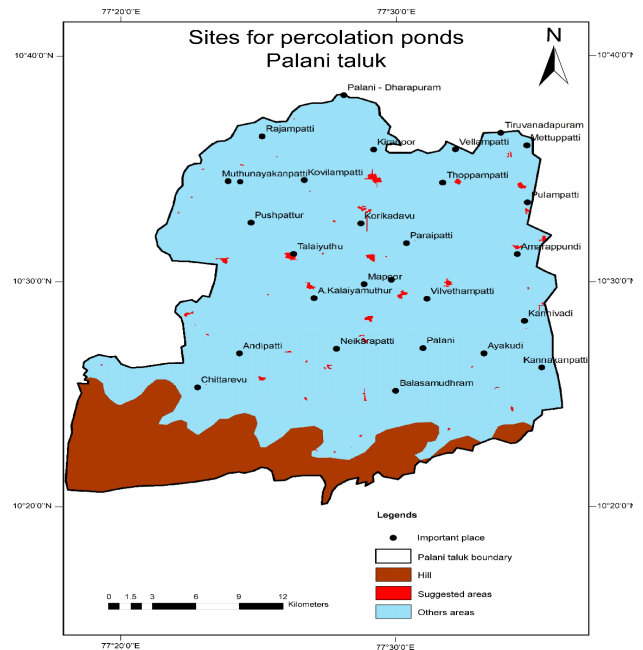 77°20'0"E 77°30'0"E
Sites for percolation ponds
Palani taluk
N
10°40'0"N 10°40'0"N
Palani - Dharapuram
Rajampatti
Kiranoor
Vellampatti
Tiruvanadapuram
Mettuppatti
Muthunayakanpatti
Kovilampatti
Thoppampatti
Pulampatti
Pushpattur
Korikadavu
Paraipatti
Talaiyuthu
Amarappundi
10°30'0"N 10°30'0"N
Mapoor
A.Kalaiyamuthur
Vilvethampatti
Kannivadi
Andipatti
Neikarapatti
Palani
Ayakudi
Kannakanpatti
Chittarevu
Balasamudhram
10°20'0"N 10°20'0"N
Legends
Important place
Palani taluk boundary
Hill
Suggested areas
Others areas
0 1.5 3 6 9 12
Kilometers
77°20'0"E 77°30'0"E